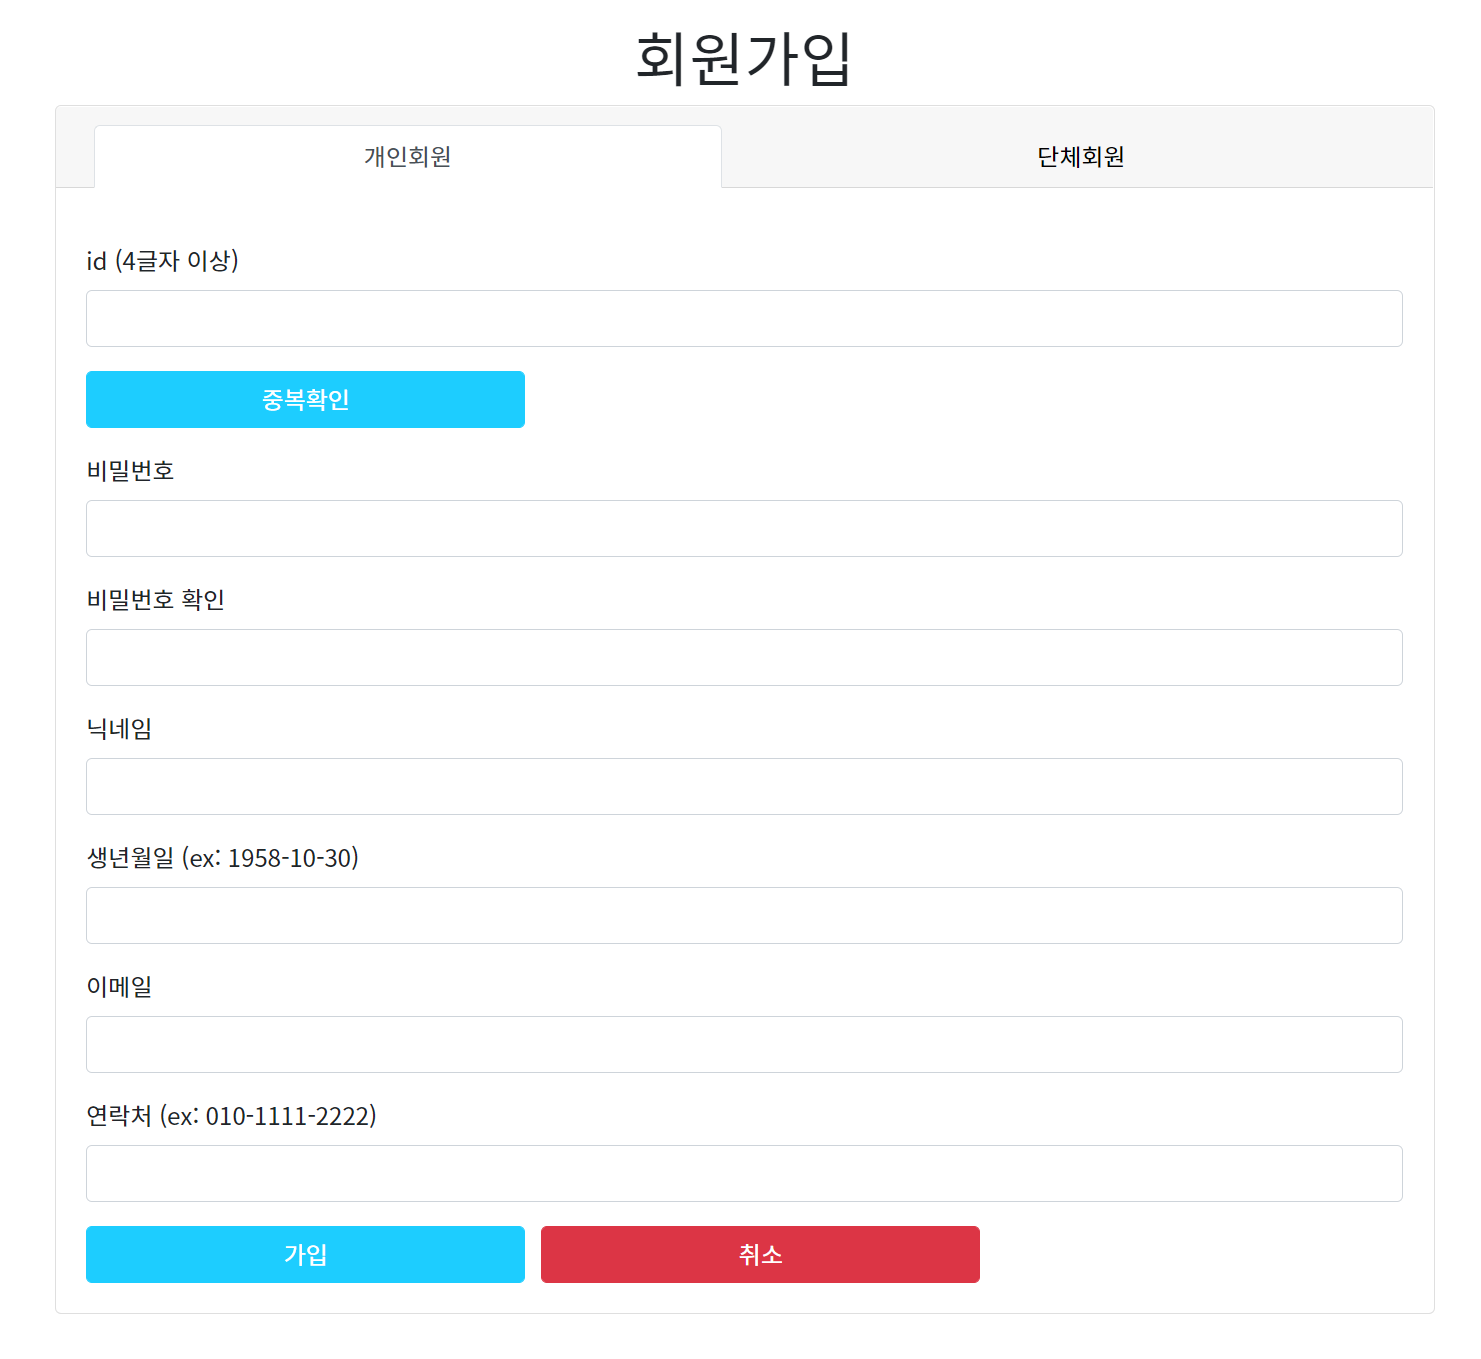 회원가입
개인회원 단체회원
id (4글자 이상)
중복확인
비밀번호
비밀번호 확인
닉네임
생년월일 (ex: 1958-10-30)
이메일
연락처 (ex: 010-1111-2222)
가입 취소